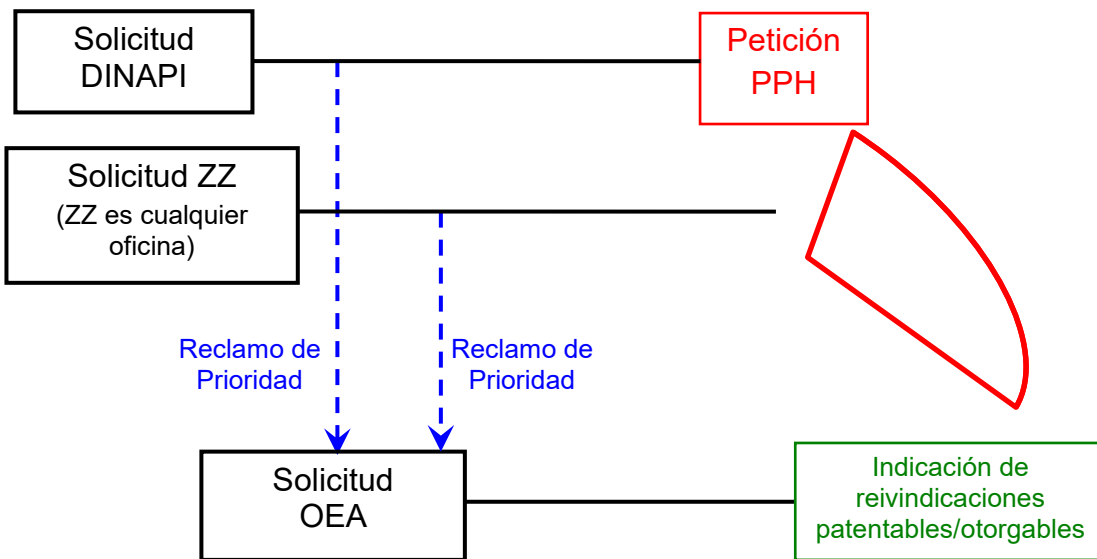 Solicitud
DINAPI
Petición
PPH
Solicitud ZZ
(ZZ es cualquier
oficina)
Reclamo de
Prioridad
Reclamo de
Prioridad
Solicitud
OEA
Indicación de
reivindicaciones
patentables/otorgables